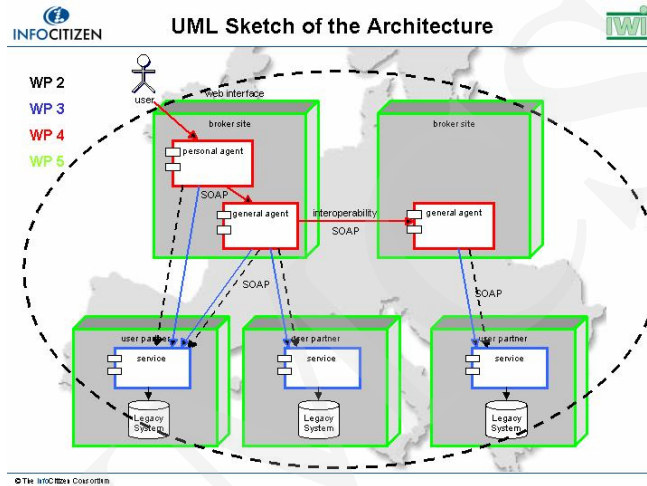 INFOCITIZEN
UML Sketch of the Architecture
IWi
WP 2
WP 3
WP 4
WP 5
user
web interface
broker site
broker site
personal agent
SOAP
general agent
interoperability
SOAP
general agent
SOAP
SOAP
user partner
user partner
user partner
service
service
service
Legacy
System
Legacy
System
Legacy
System
© The InfoCitizen Consortium